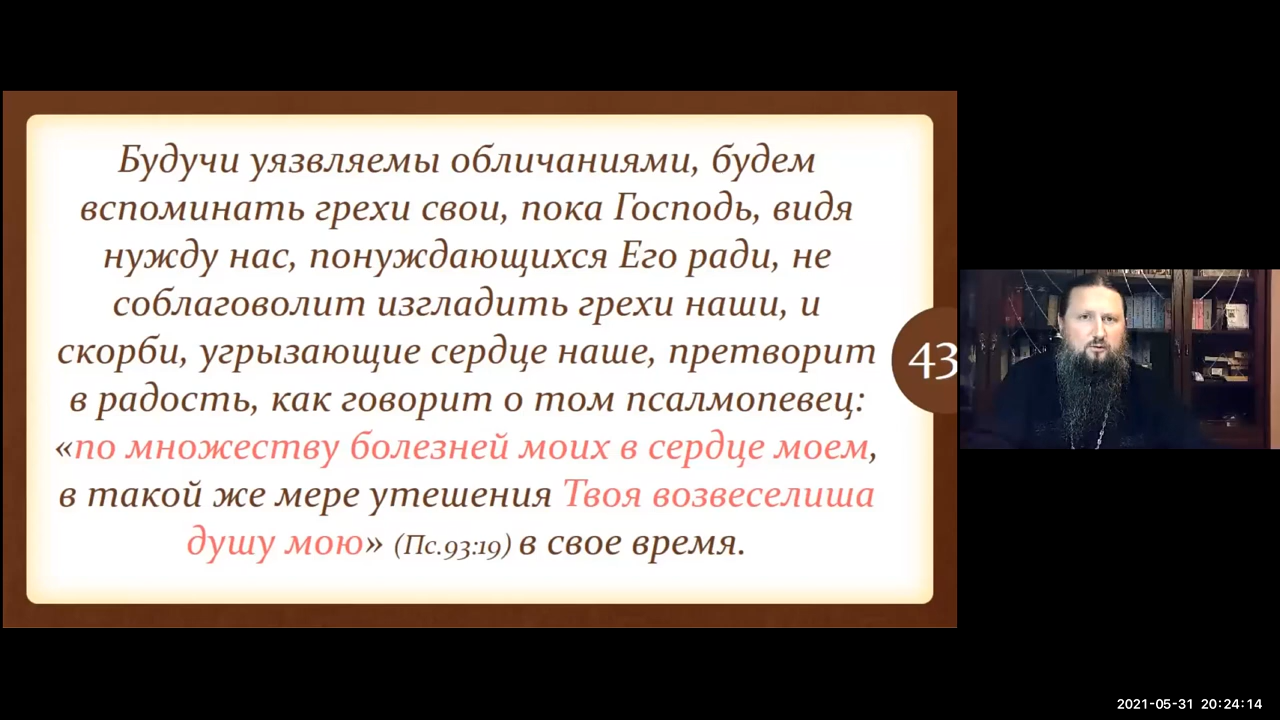 Будучи уязвляемы обличаниями, будем
вспоминать грехи свои, пока Господь, видя
нужду нас, понуждающихся Его ради, не
соблаговолит изгладить грехи наши, и
скорби, угрызающие сердце наше, претворит
в радость, как говорит о том псалмопевец:
«по множеству болезней моих в сердце моем,
в такой же мере утешения Твоя возвеселиша
душу мою» (Пс.93:19) в свое время.
43
2021-05-31 20:24:14